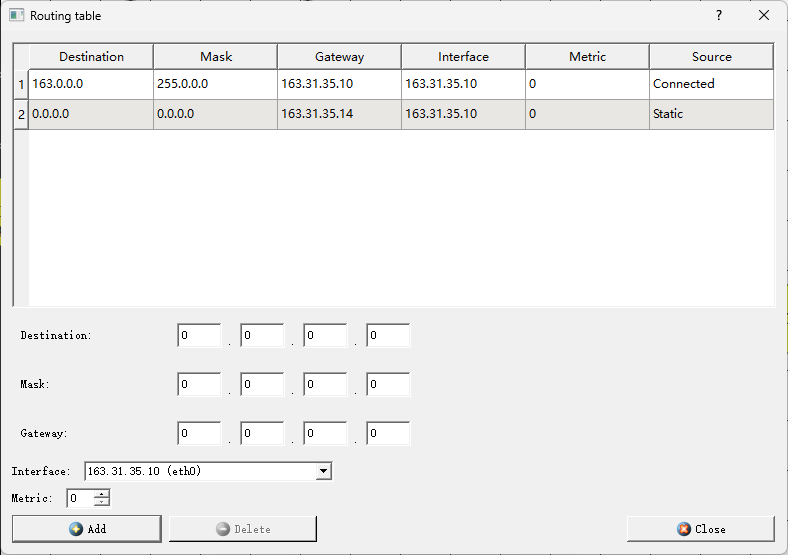 Routing table ?
Destination Mask Gateway Interface Metric Source
1 163.0.0.0 255.0.0.0 163.31.35.10 163.31.35.10 0 Connected
2 0.0.0.0 0.0.0.0 163.31.35.14 163.31.35.10 0 Static
Destination: 0 . 0 . 0 . 0
Mask: 0 . 0 . 0 . 0
Gateway: 0 . 0 . 0 . 0
Interface: 163.31.35.10 (eth0)
Metric: 0
Add Delete Close